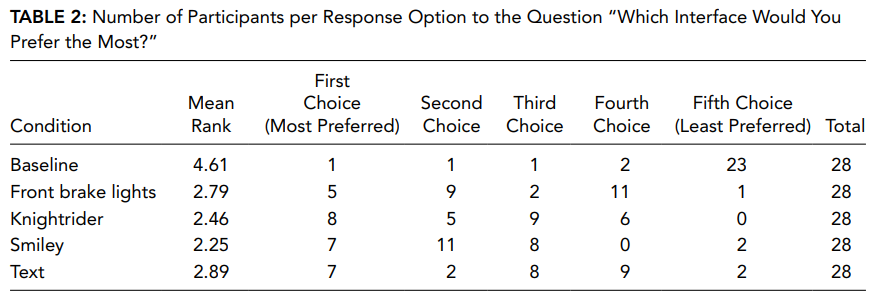 TABLE 2: Number of Participants per Response Option to the Question “Which Interface Would You
Prefer the Most?”
Condition Mean Rank First Choice (Most Preferred) Second Choice Third Choice Fourth Choice Fifth Choice (Least Preferred) Total
Baseline 4.61 1 1 1 2 23 28
Front brake lights 2.79 5 9 2 11 1 28
Knightrider 2.46 8 5 9 6 0 28
Smiley 2.25 7 11 8 0 2 28
Text 2.89 7 2 8 9 2 28